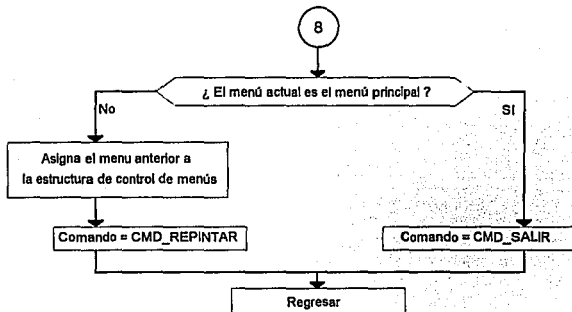 8
¿ El menú actual es el menú principal ?
No
Sí
Asigna el menu anterior a
la estructura de control de menús
Comando = CMD_REPINTAR
Comando = CMD_SALIR
Regresar